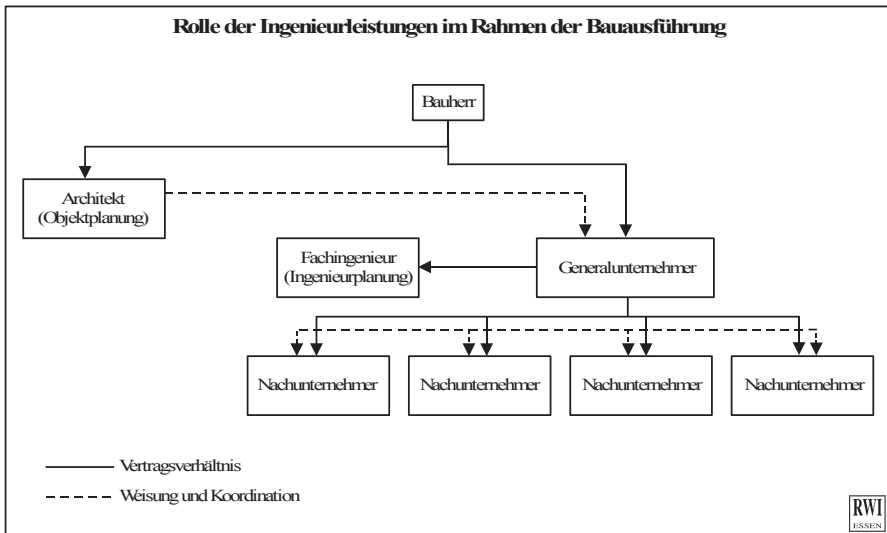 Rolle der Ingenieurleistungen im Rahmen der Bauausführung
Bauherr
Architekt
(Objektplanung)
Fachingenieur
(Ingenieurplanung)
Generalunternehmer
Nachunternehmer
Nachunternehmer
Nachunternehmer
Nachunternehmer
Vertragsverhältnis
Weisung und Koordination
RWI
ESSEN